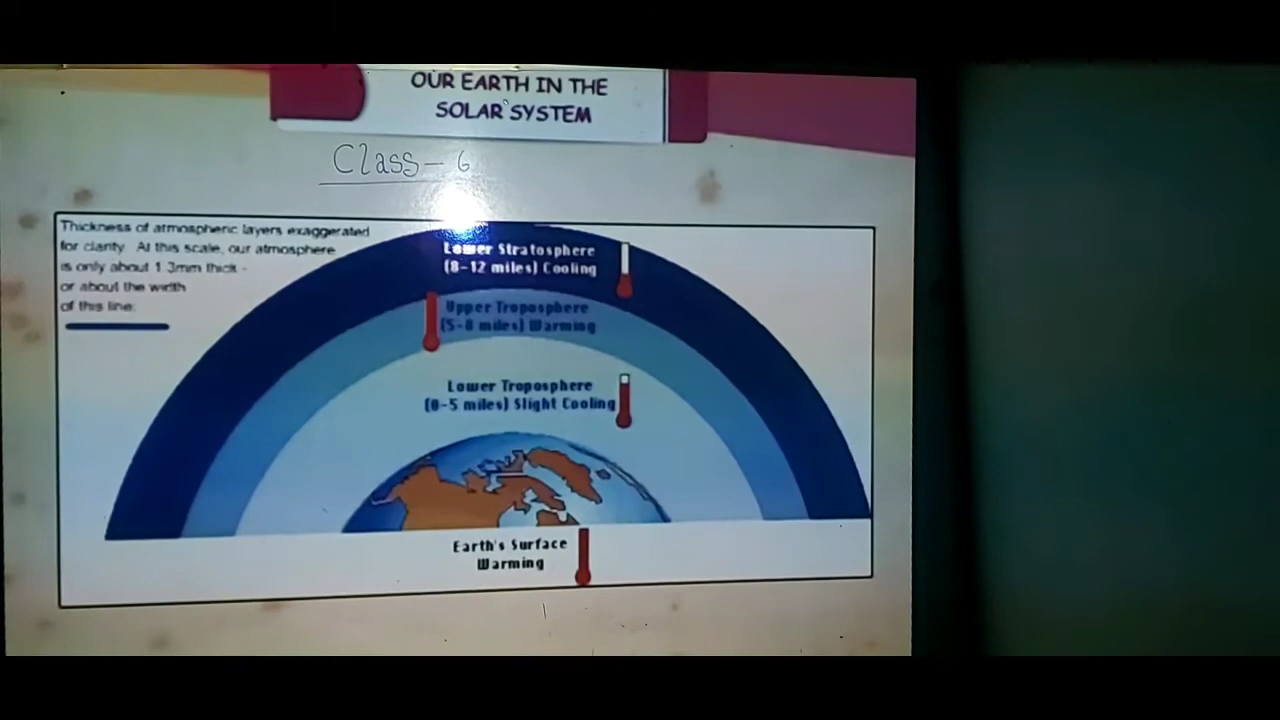 OUR EARTH IN THE
SOLAR SYSTEM
Class - 6
Thickness of atmospheric layers exaggerated
for clarity. At this scale, our atmosphere
is only about 1.3mm thick -
or about the width
of this line:
Lower Stratosphere
(8-12 miles) Cooling
Upper Troposphere
(5-8 miles) Warming
Lower Troposphere
(0-5 miles) Slight Cooling
Earth's Surface
Warming